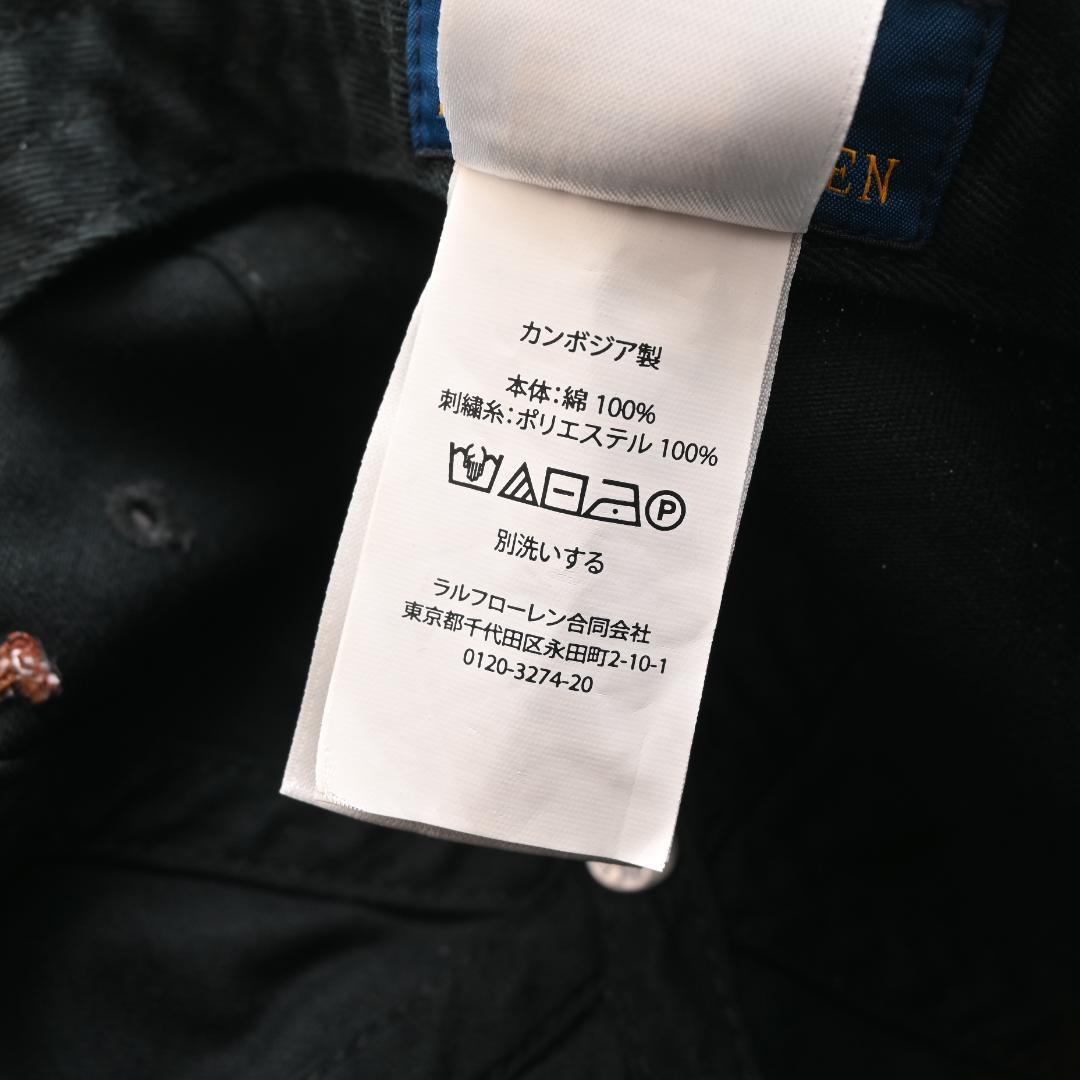 EN
カンボジア製
本体:綿 100%
刺繍糸:ポリエステル 100%
P
別洗いする
ラルフローレン合同会社
東京都千代田区永田町2-10-1
0120-3274-20